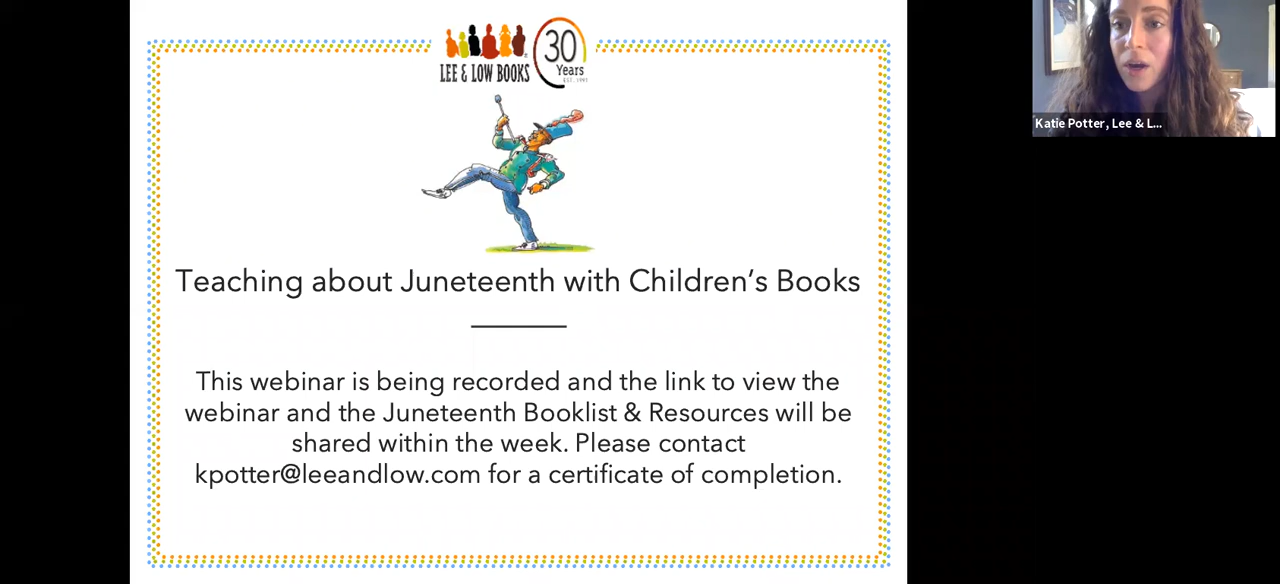 LEE & LOW BOOKS
30
Years
EST. 1991
Katie Potter, Lee & L...
Teaching about Juneteenth with Children's Books
This webinar is being recorded and the link to view the
webinar and the Juneteenth Booklist & Resources will be
shared within the week. Please contact
kpotter@leeandlow.com for a certificate of completion.